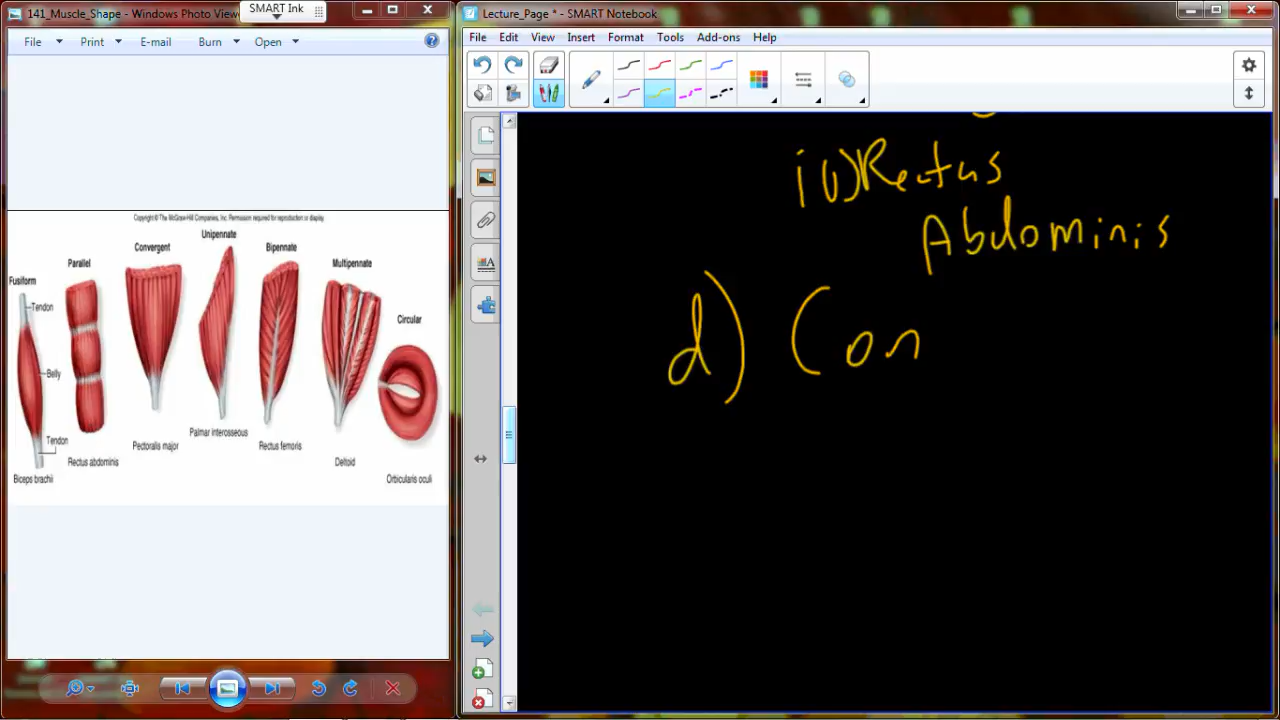 141_Muscle_Shape - Windows Photo View
SMART Ink
File Print E-mail Burn Open
Copyright © The McGraw-Hill Companies, Inc. Permission required for reproduction or display.
Unipennate
Convergent
Bipennate
Parallel
Multipennate
Fusiform
Tendon
Circular
Belly
Palmar interosseous
Tendon
Pectoralis major
Rectus femoris
Rectus abdominis
Deltoid
Biceps brachii
Orbicularis oculi
Lecture_Page * - SMART Notebook
File Edit View Insert Format Tools Add-ons Help
iv) Rectus
Abdominis
d) Con